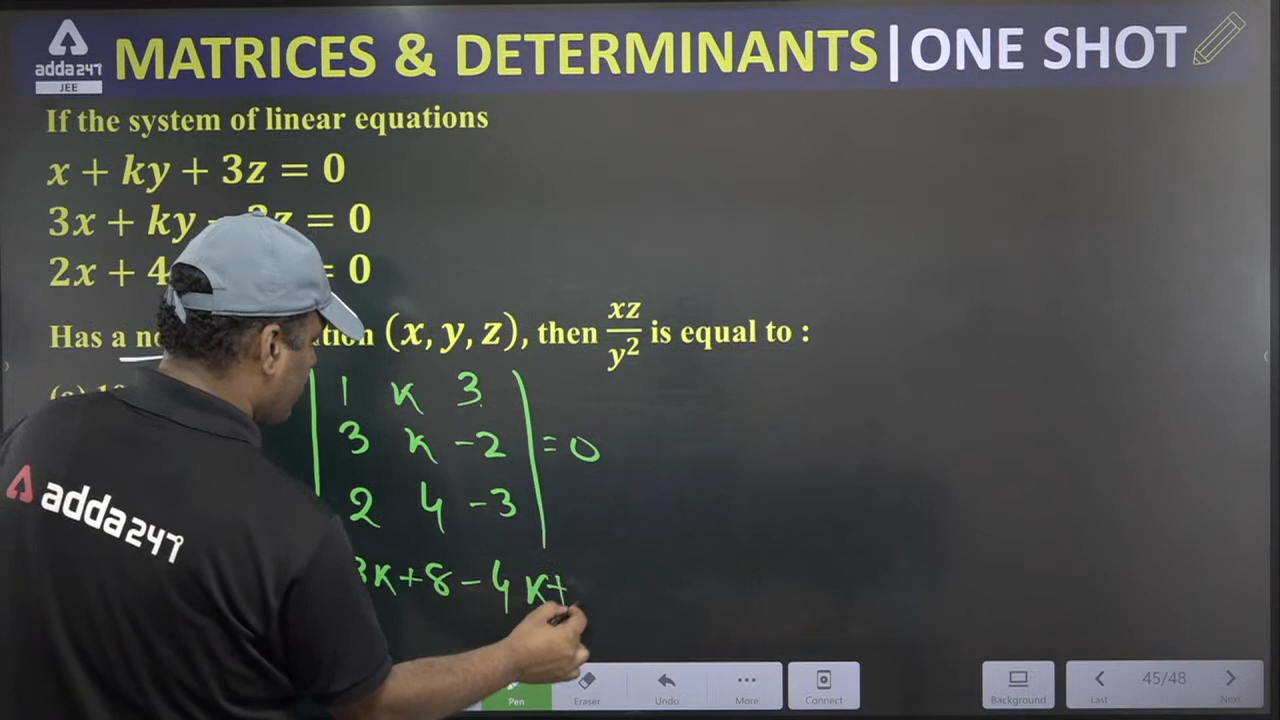 adda247
JEE
MATRICES & DETERMINANTS|ONE SHOT
If the system of linear equations
x + ky + 3z = 0
3x + ky z = 0
2x + 4 = 0
Has a (x, y, z), then xz/y² is equal to :
1 k 3
3 k -2 = 0
2 4 -3
3k+8-4k+
adda247
Pen
Eraser
Undo
More
Connect
Background
Last
45/48
Next